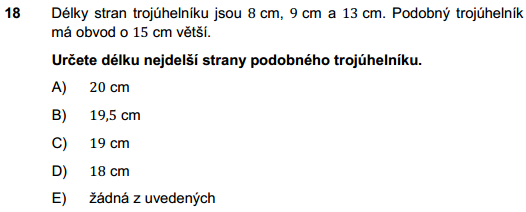 18 Délky stran trojúhelníku jsou 8 cm, 9 cm a 13 cm. Podobný trojúhelník
má obvod o 15 cm větší.
Určete délku nejdelší strany podobného trojúhelníku.
A) 20 cm
B) 19,5 cm
C) 19 cm
D) 18 cm
E) žádná z uvedených